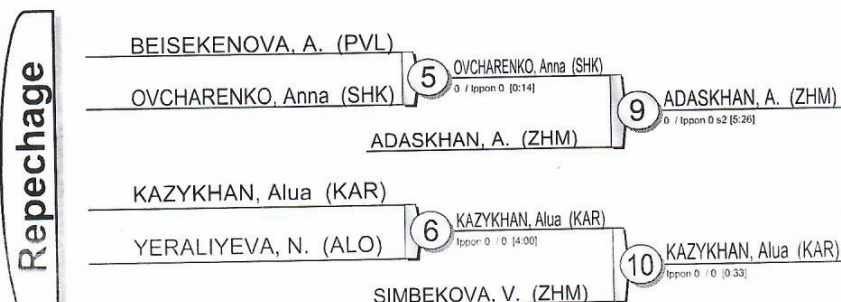 Repechage
BEISEKENOVA, A. (PVL)
OVCHARENKO, Anna (SHK)
5
OVCHARENKO, Anna (SHK)
0 / Ippon 0 [0:14]
ADASKHAN, A. (ZHM)
9
ADASKHAN, A. (ZHM)
0 / Ippon 0 s2 [5:26]
KAZYKHAN, Alua (KAR)
YERALIYEVA, N. (ALO)
6
KAZYKHAN, Alua (KAR)
Ippon 0 / 0 [4:00]
SIMBEKOVA, V. (ZHM)
10
KAZYKHAN, Alua (KAR)
Ippon 0 / 0 [0:33]